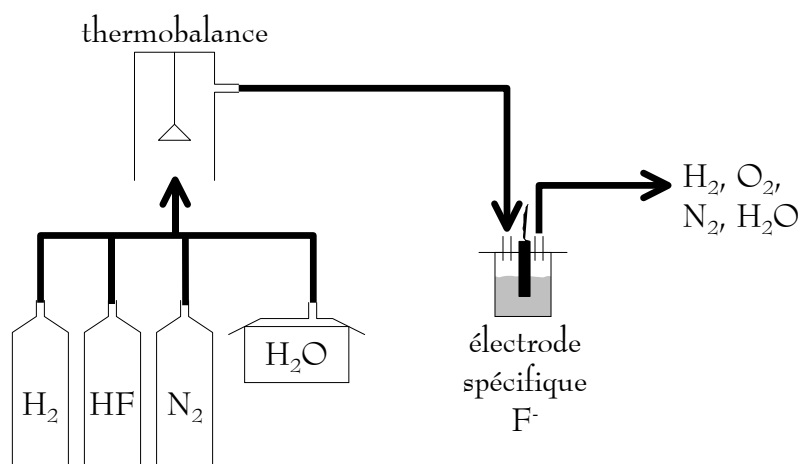 thermobalance
H₂, O₂,
N₂, H₂O
H₂O
électrode
spécifique
F⁻
H₂
HF
N₂